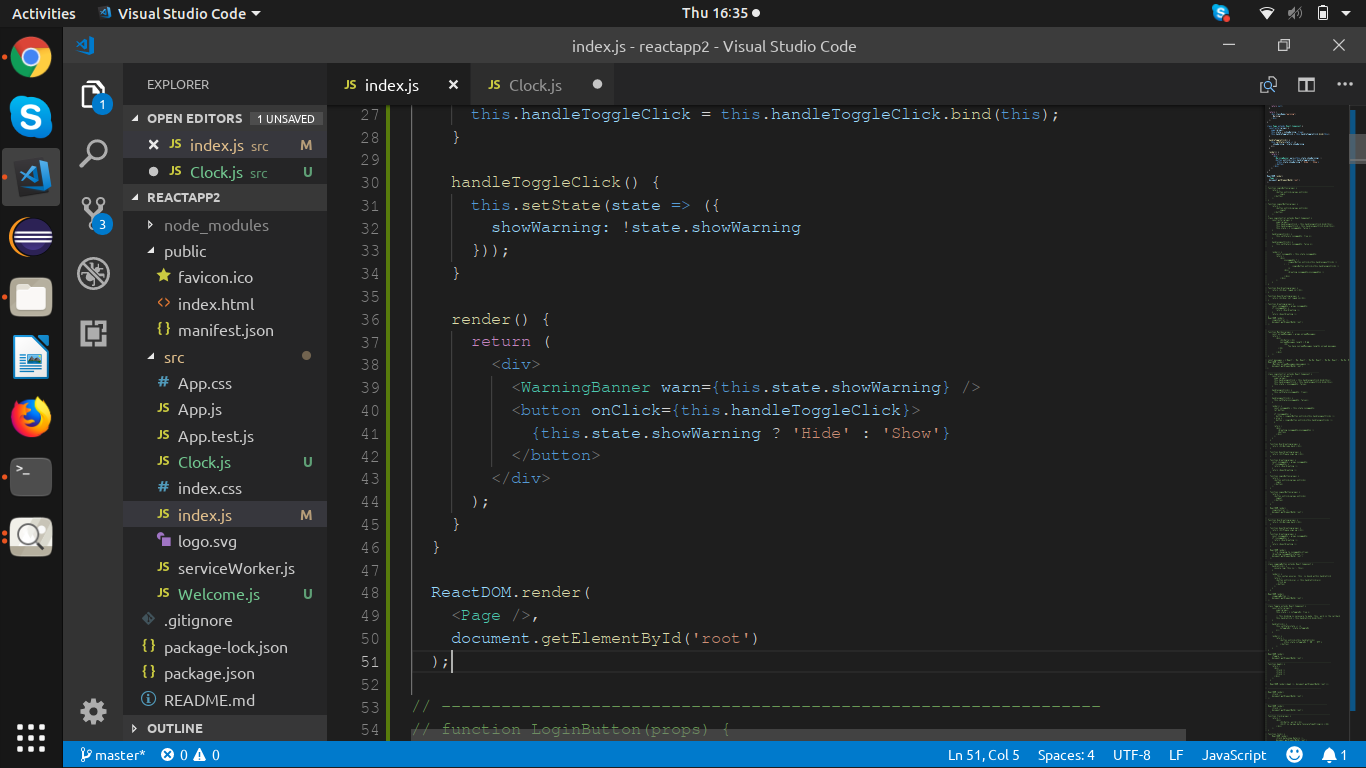 Activities
Visual Studio Code
Thu 16:35
index.js - reactapp2 - Visual Studio Code
EXPLORER
OPEN EDITORS 1 UNSAVED
JS index.js src M
JS Clock.js src U
REACTAPP2
node_modules
public
favicon.ico
<> index.html
{} manifest.json
src
# App.css
JS App.js
JS App.test.js
JS Clock.js U
# index.css
JS index.js M
logo.svg
JS serviceWorker.js
JS Welcome.js U
.gitignore
{} package-lock.json
{} package.json
README.md
OUTLINE
1
3
JS index.js
JS Clock.js
27 this.handleToggleClick = this.handleToggleClick.bind(this);
28 }
29
30 handleToggleClick() {
31 this.setState(state => ({
32 showWarning: !state.showWarning
33 }));
34 }
35
36 render() {
37 return (
38 <div>
39 <WarningBanner warn={this.state.showWarning} />
40 <button onClick={this.handleToggleClick}>
41 {this.state.showWarning ? 'Hide' : 'Show'}
42 </button>
43 </div>
44 );
45 }
46 }
47
48 ReactDOM.render(
49 <Page />,
50 document.getElementById('root')
51 );
52
53 // ------------------------------------------------------------------
54 // function LoginButton(props) {
master* 0 0
Ln 51, Col 5
Spaces: 4
UTF-8
LF
JavaScript
1